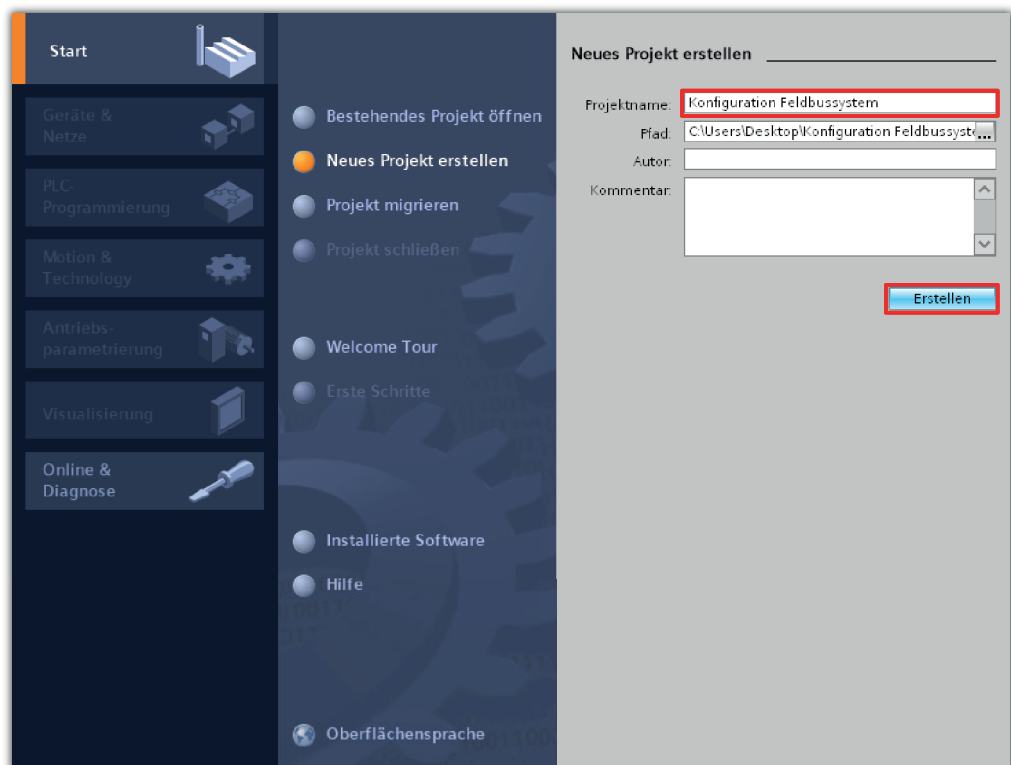 Start
Geräte &
Netze
PLC-
Programmierung
Motion &
Technology
Antriebs-
parametrierung
Visualisierung
Online &
Diagnose
Bestehendes Projekt öffnen
Neues Projekt erstellen
Projekt migrieren
Projekt schließen
Welcome Tour
Erste Schritte
Installierte Software
Hilfe
Oberflächensprache
Neues Projekt erstellen
Projektname: Konfiguration Feldbussystem
Pfad: C:\Users\Desktop\Konfiguration Feldbussyste ...
Autor:
Kommentar:
Erstellen